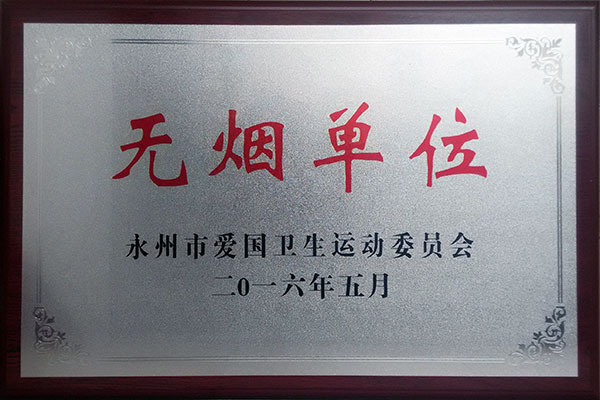 无烟单位
永州市爱国卫生运动委员会
二0一六年五月